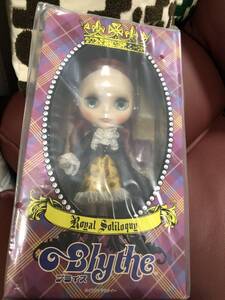 Royal Soliloquy
Blythe
ブライス